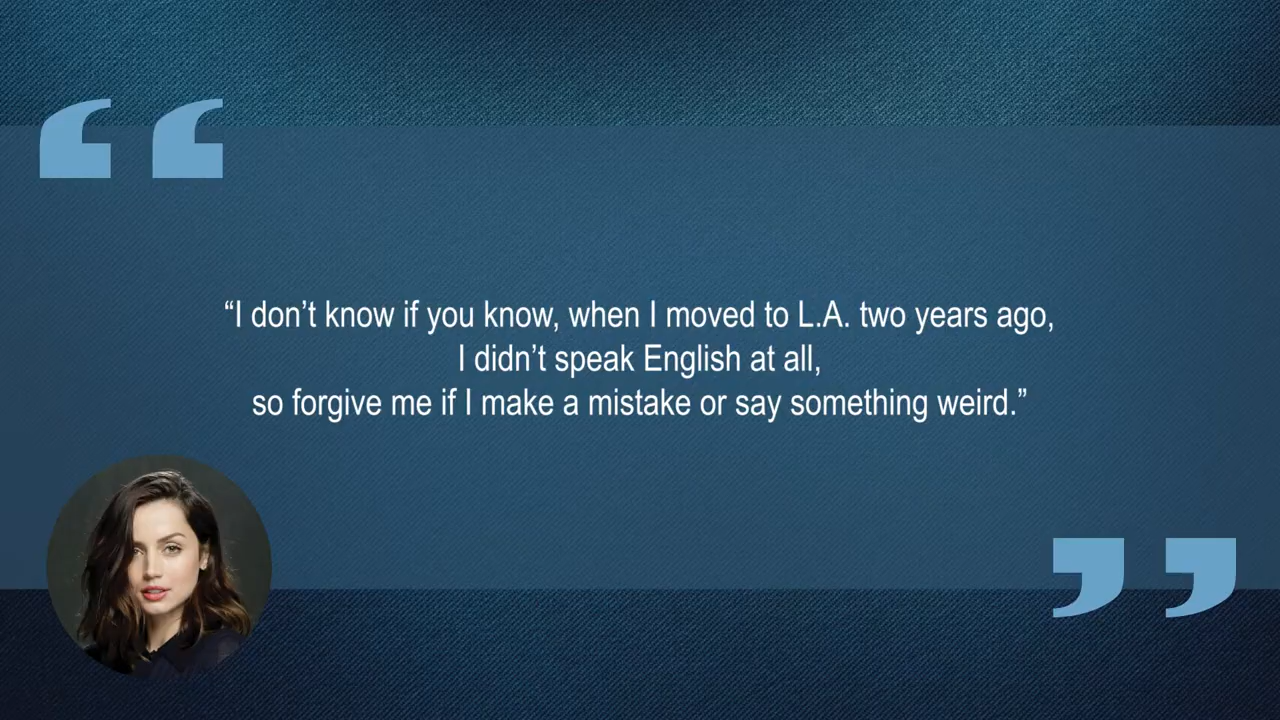 “I don’t know if you know, when I moved to L.A. two years ago,
I didn’t speak English at all,
so forgive me if I make a mistake or say something weird.”